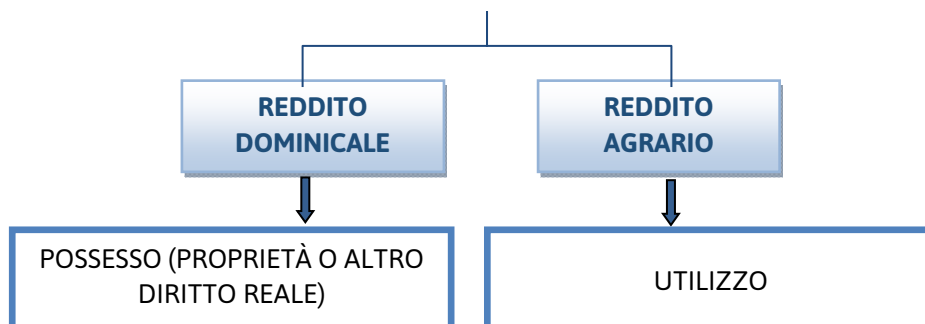 REDDITO
DOMINICALE
REDDITO
AGRARIO
POSSESSO (PROPRIETÀ O ALTRO
DIRITTO REALE)
UTILIZZO